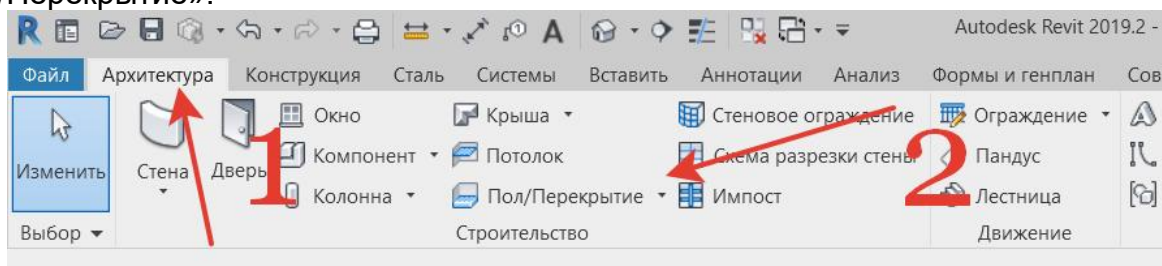 Перекрытие».
Autodesk Revit 2019.2 -
Файл Архитектура Конструкция Сталь Системы Вставить Аннотации Анализ Формы и генплан Сов
Окно Крыша Стеновое ограждение Ограждение
Изменить Стена Дверь 1 Компонент Потолок Схема разрезки стены 2 Пандус
Колонна Пол/Перекрытие Импост Лестница
Выбор Строительство Движение